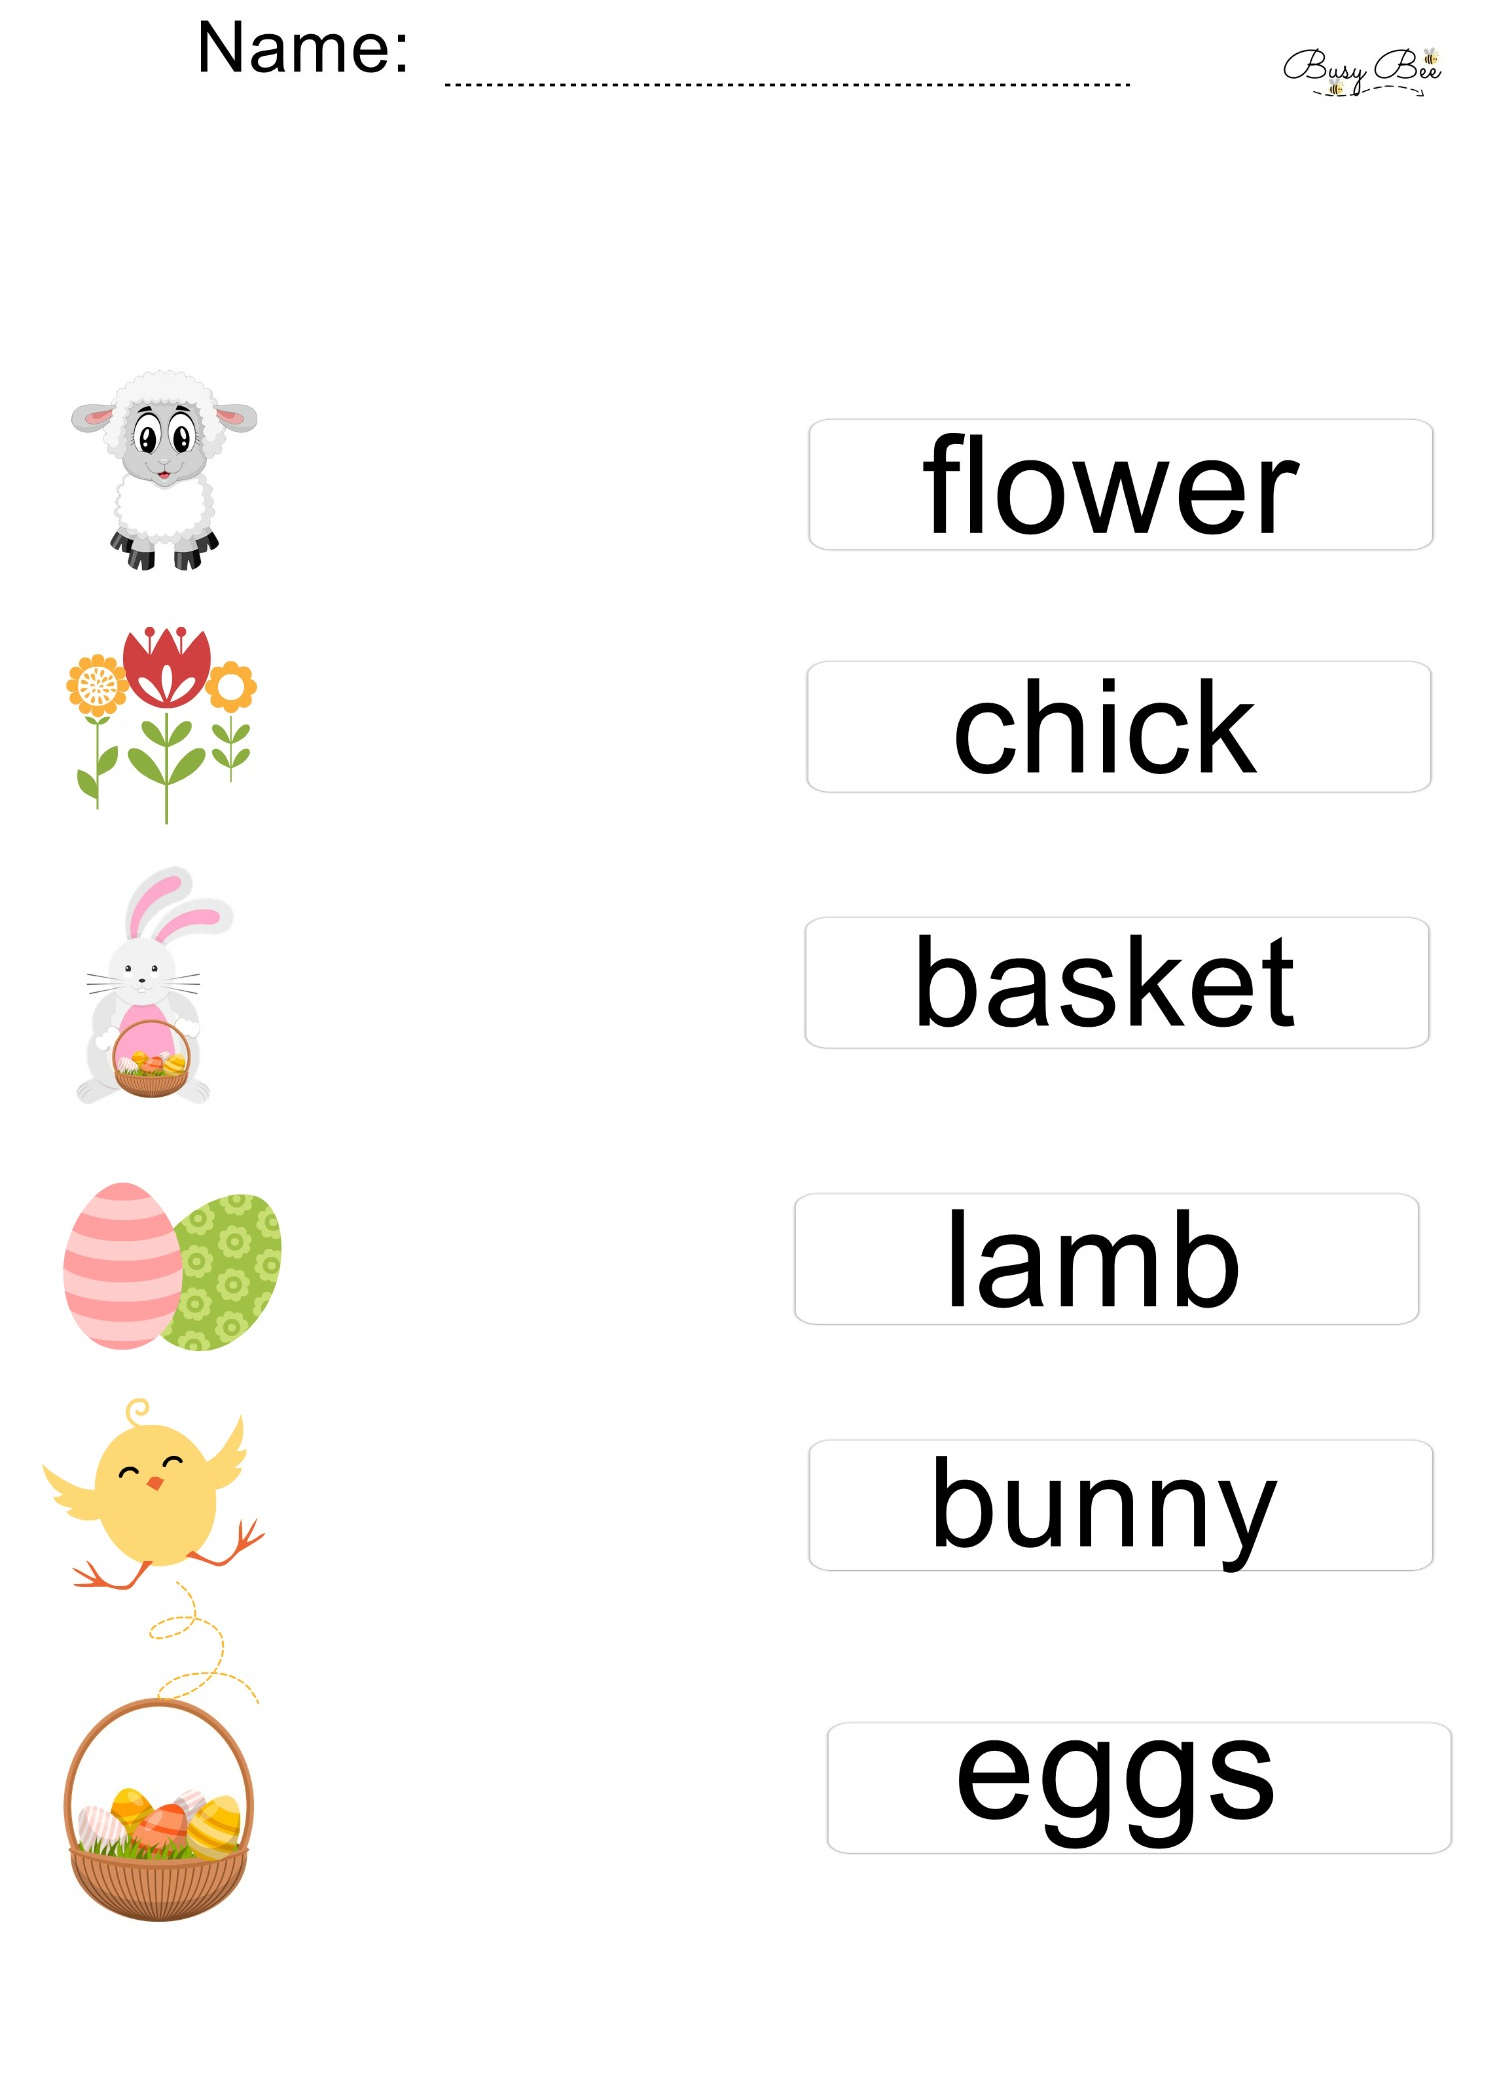 Name:
Busy Bee
flower
chick
basket
lamb
bunny
eggs